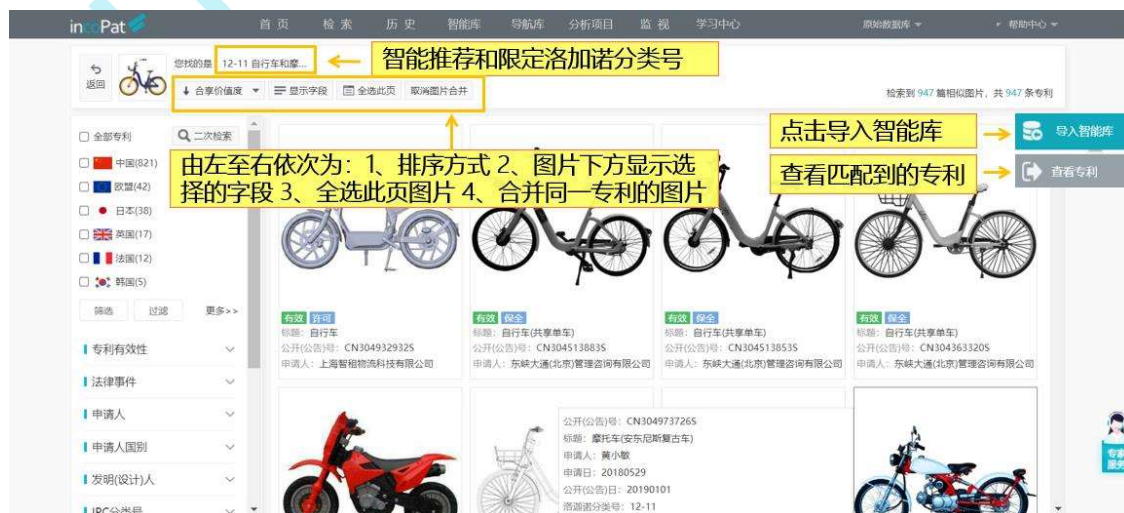 incoPat
首 页 检 索 历 史 智能库 导航库 分析项目 监 视 学习中心 原始数据库 帮助中心
返回
您找的是 12-11 自行车和摩...
智能推荐和限定洛加诺分类号
合享价值度 显示字段 全选此页 取消图片合并
检索到 947 篇相似图片，共 947 条专利
全部专利 二次检索
中国(821)
欧盟(42)
日本(38)
英国(17)
法国(12)
韩国(5)
筛选 过滤 更多>>
专利有效性
法律事件
申请人
申请人国别
发明(设计)人
IPC分类号
由左至右依次为：1、排序方式 2、图片下方显示选
择的字段 3、全选此页图片 4、合并同一专利的图片
点击导入智能库
导入智能库
查看匹配到的专利
查看专利
有效 许可
标题：自行车
公开(公告)号：CN304932932S
申请人：上海智租物流科技有限公司
有效 保全
标题：自行车(共享单车)
公开(公告)号：CN304513883S
申请人：东峡大通(北京)管理咨询有限公司
有效 保全
标题：自行车(共享单车)
公开(公告)号：CN304513853S
申请人：东峡大通(北京)管理咨询有限公司
有效 保全
标题：自行车(共享单车)
公开(公告)号：CN304363320S
申请人：东峡大通(北京)管理咨询有限公司
公开(公告)号：CN304973726S
标题：摩托车(安东尼斯复古车)
申请人：黄小敏
申请日：20180529
公开(公告)日：20190101
洛迦诺分类号：12-11
专家
服务